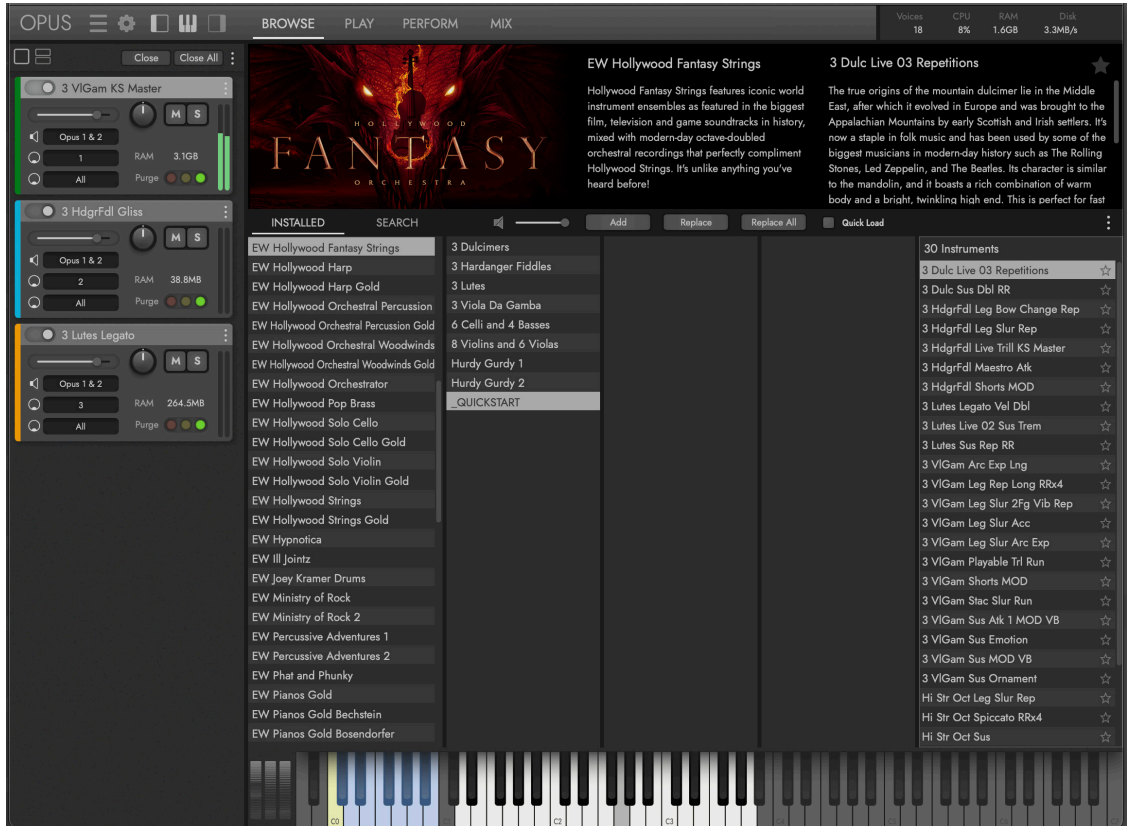 OPUS
BROWSE PLAY PERFORM MIX
Voices CPU RAM Disk
18 8% 1.6GB 3.3MB/s
Close Close All
3 VlGam KS Master
M S
Opus 1 & 2
1 RAM 3.1GB
All Purge
3 HdgrFdl Gliss
M S
Opus 1 & 2
2 RAM 38.8MB
All Purge
3 Lutes Legato
M S
Opus 1 & 2
3 RAM 264.5MB
All Purge
HOLLYWOOD
FANTASY
ORCHESTRA
EW Hollywood Fantasy Strings
Hollywood Fantasy Strings features iconic world
instrument ensembles as featured in the biggest
film, television and game soundtracks in history,
mixed with modern-day octave-doubled
orchestral recordings that perfectly compliment
Hollywood Strings. It's unlike anything you've
heard before!
3 Dulc Live 03 Repetitions
The true origins of the mountain dulcimer lie in the Middle
East, after which it evolved in Europe and was brought to the
Appalachian Mountains by early Scottish and Irish settlers. It's
now a staple in folk music and has been used by some of the
biggest musicians in modern-day history such as The Rolling
Stones, Led Zeppelin, and The Beatles. Its character is similar
to the mandolin, and it boasts a rich combination of warm
body and a bright, twinkling high end. This is perfect for fast
INSTALLED SEARCH
Add Replace Replace All Quick Load
EW Hollywood Fantasy Strings
EW Hollywood Harp
EW Hollywood Harp Gold
EW Hollywood Orchestral Percussion
EW Hollywood Orchestral Percussion Gold
EW Hollywood Orchestral Woodwinds
EW Hollywood Orchestral Woodwinds Gold
EW Hollywood Orchestrator
EW Hollywood Pop Brass
EW Hollywood Solo Cello
EW Hollywood Solo Cello Gold
EW Hollywood Solo Violin
EW Hollywood Solo Violin Gold
EW Hollywood Strings
EW Hollywood Strings Gold
EW Hypnotica
EW Ill Jointz
EW Joey Kramer Drums
EW Ministry of Rock
EW Ministry of Rock 2
EW Percussive Adventures 1
EW Percussive Adventures 2
EW Phat and Phunky
EW Pianos Gold
EW Pianos Gold Bechstein
EW Pianos Gold Bosendorfer
3 Dulcimers
3 Hardanger Fiddles
3 Lutes
3 Viola Da Gamba
6 Celli and 4 Basses
8 Violins and 6 Violas
Hurdy Gurdy 1
Hurdy Gurdy 2
_QUICKSTART
30 Instruments
3 Dulc Live 03 Repetitions
3 Dulc Sus Dbl RR
3 HdgrFdl Leg Bow Change Rep
3 HdgrFdl Leg Slur Rep
3 HdgrFdl Live Trill KS Master
3 HdgrFdl Maestro Atk
3 HdgrFdl Shorts MOD
3 Lutes Legato Vel Dbl
3 Lutes Live 02 Sus Trem
3 Lutes Sus Rep RR
3 VlGam Arc Exp Lng
3 VlGam Leg Rep Long RRx4
3 VlGam Leg Slur 2Fg Vib Rep
3 VlGam Leg Slur Acc
3 VlGam Leg Slur Arc Exp
3 VlGam Playable Trl Run
3 VlGam Shorts MOD
3 VlGam Stac Slur Run
3 VlGam Sus Atk 1 MOD VB
3 VlGam Sus Emotion
3 VlGam Sus MOD VB
3 VlGam Sus Ornament
Hi Str Oct Leg Slur Rep
Hi Str Oct Spiccato RRx4
Hi Str Oct Sus
C0 C1 C2 C3 C4 C5 C6 C7